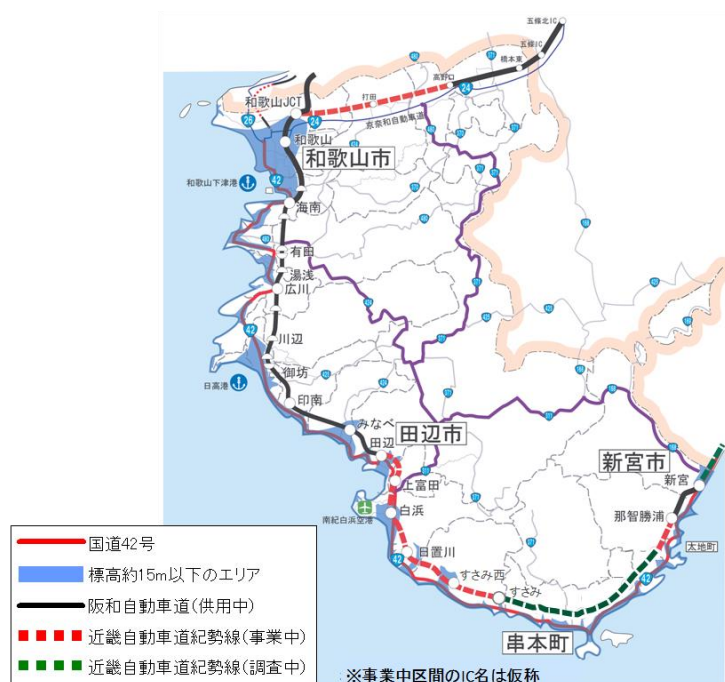 五條北IC
五條IC
橋本東
高野口
24
打田
和歌山JCT
24
京奈和自動車道
26
和歌山
和歌山市
42
和歌山下津港
海南
有田
湯浅
広川
42
川辺
御坊
日高港
印南
みなべ
田辺市
田辺
上富田
新宮市
新宮
南紀白浜空港
白浜
那智勝浦
太地町
日置川
42
すさみ西
すさみ
42
串本町
国道42号
標高約15m以下のエリア
阪和自動車道(供用中)
近畿自動車道紀勢線(事業中)
近畿自動車道紀勢線(調査中)
※事業中区間のIC名は仮称